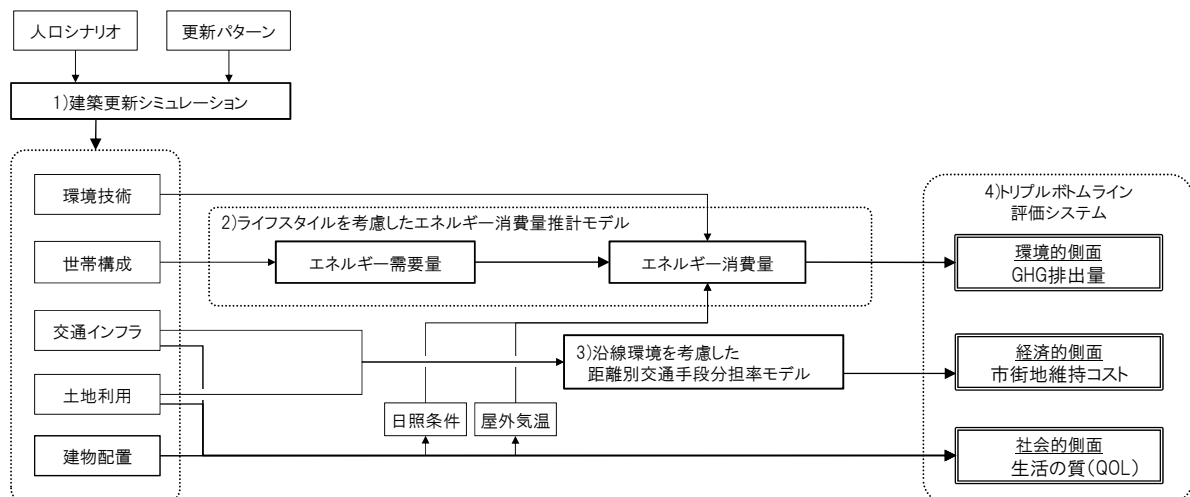 人口シナリオ
更新パターン
1)建築更新シミュレーション
環境技術
世帯構成
交通インフラ
土地利用
建物配置
2)ライフスタイルを考慮したエネルギー消費量推計モデル
エネルギー需要量
エネルギー消費量
3)沿線環境を考慮した
距離別交通手段分担率モデル
日照条件
屋外気温
4)トリプルボトムライン
評価システム
環境的側面
GHG排出量
経済的側面
市街地維持コスト
社会的側面
生活の質(QOL)